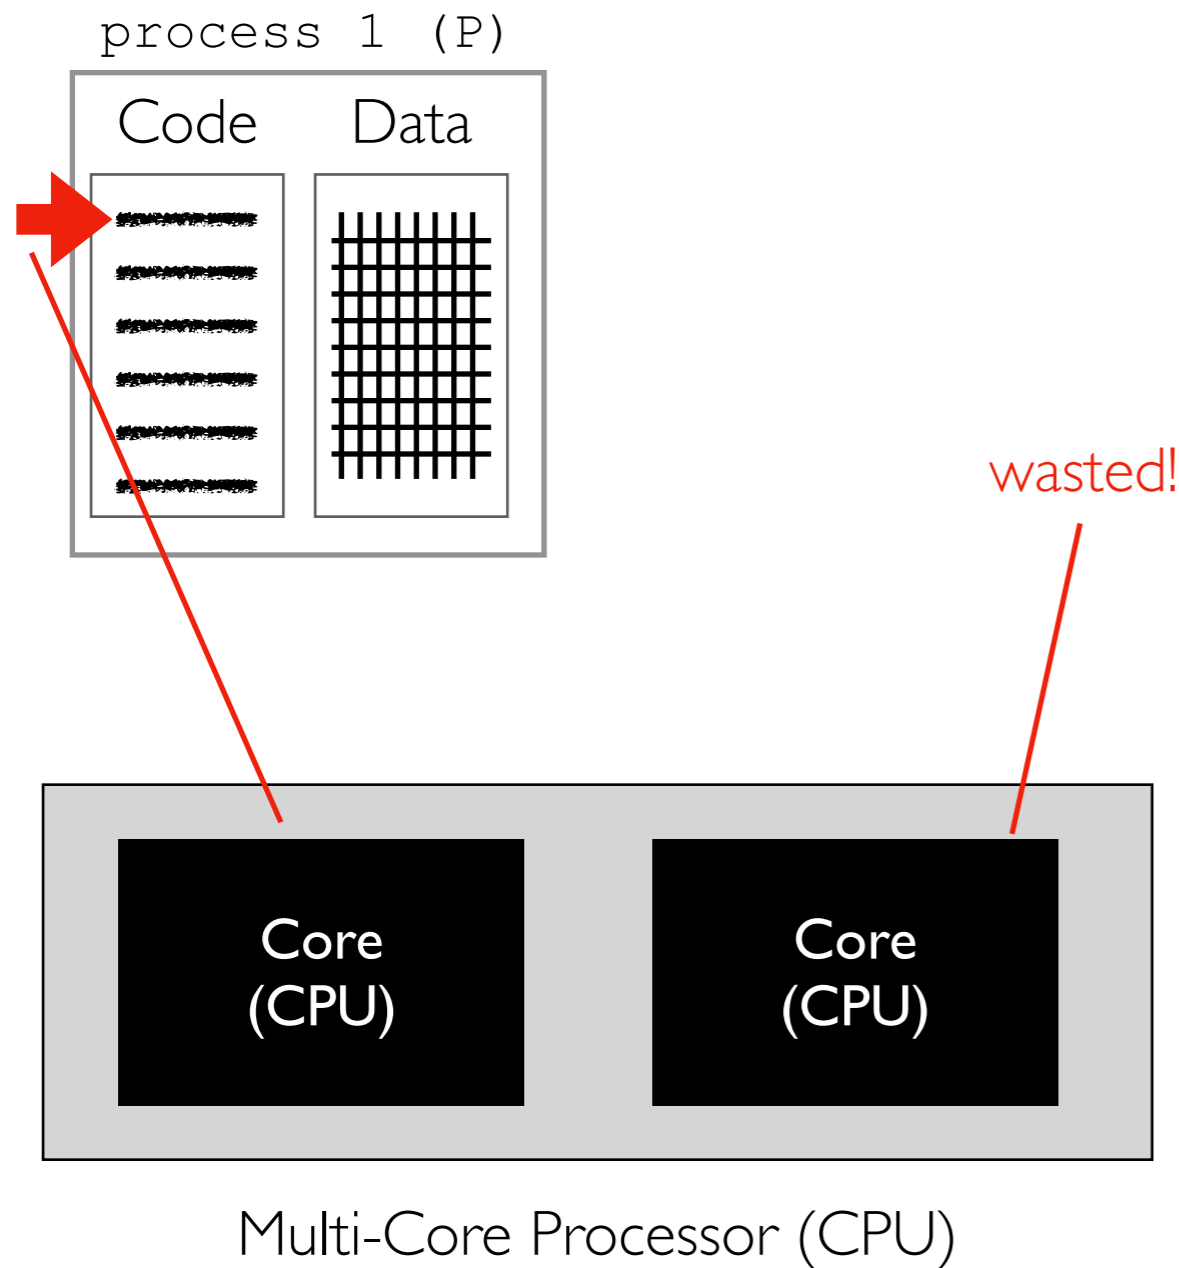 process 1 (P)
Code Data
wasted!
Core
(CPU)
Core
(CPU)
Multi-Core Processor (CPU)